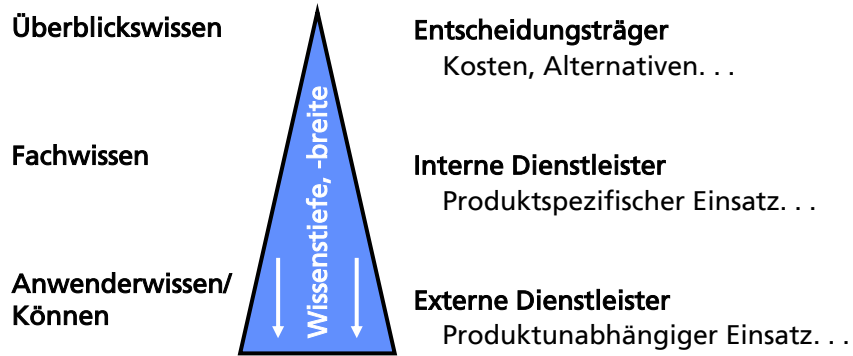 Überblickswissen
Fachwissen
Anwenderwissen/
Können
Wissenstiefe, -breite
Entscheidungsträger
Kosten, Alternativen. . .
Interne Dienstleister
Produktspezifischer Einsatz. . .
Externe Dienstleister
Produktunabhängiger Einsatz. . .